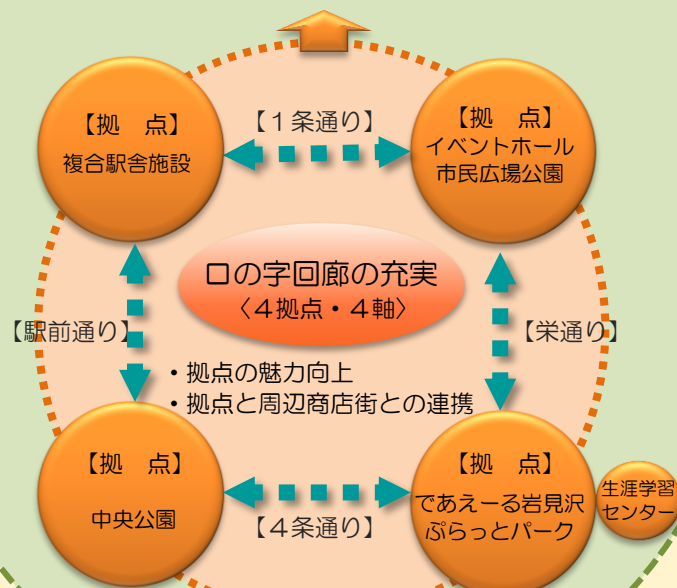 【拠　点】
複合駅舎施設
【１条通り】
【拠　点】
イベントホール
市民広場公園
ロの字回廊の充実
〈４拠点・４軸〉
【駅前通り】
【栄通り】
・拠点の魅力向上
・拠点と周辺商店街との連携
【拠　点】
中央公園
【４条通り】
【拠　点】
であえーる岩見沢
ぷらっとパーク
生涯学習
センター